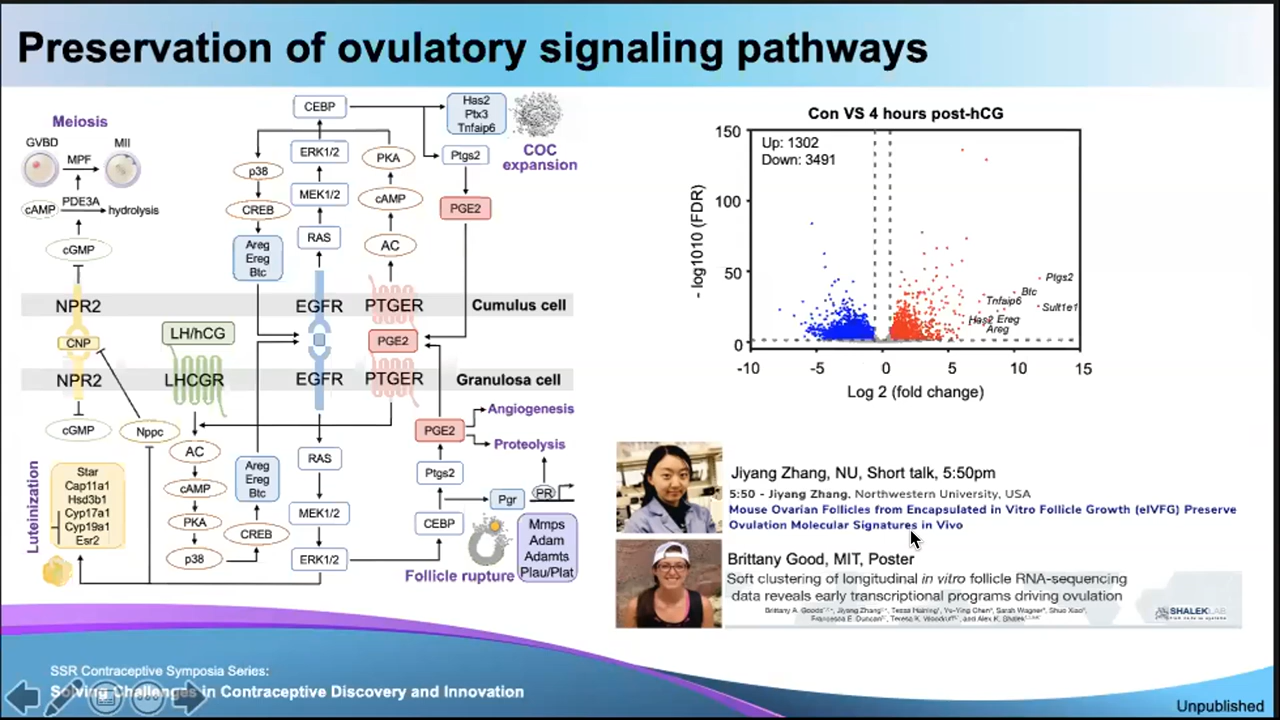 Preservation of ovulatory signaling pathways
Meiosis
GVBD
MII
MPF
cAMP
PDE3A
hydrolysis
cGMP
CEBP
Has2
Ptx3
Tnfaip6
COC
expansion
ERK1/2
PKA
Ptgs2
p38
MEK1/2
cAMP
PGE2
CREB
RAS
AC
Areg
Ereg
Btc
NPR2
EGFR
PTGER
Cumulus cell
LH/hCG
CNP
PGE2
NPR2
LHCGR
EGFR
PTGER
Granulosa cell
cGMP
Nppc
PGE2
Angiogenesis
Proteolysis
AC
RAS
Luteinization
Star
Cap11a1
Hsd3b1
Cyp17a1
Cyp19a1
Esr2
cAMP
Areg
Ereg
Btc
Ptgs2
Pgr
PR
PKA
MEK1/2
CEBP
CREB
p38
ERK1/2
Mmps
Adam
Adamts
Plau/Plat
Follicle rupture
Con VS 4 hours post-hCG
Up: 1302
Down: 3491
- log1010 (FDR)
150
100
50
0
Ptgs2
Btc
Tnfaip6
Sult1e1
Has2 Ereg
Areg
-10 -5 0 5 10 15
Log 2 (fold change)
Jiyang Zhang, NU, Short talk, 5:50pm
5:50 - Jiyang Zhang, Northwestern University, USA
Mouse Ovarian Follicles from Encapsulated in Vitro Follicle Growth (eIVFG) Preserve
Ovulation Molecular Signatures in Vivo
Brittany Good, MIT, Poster
Soft clustering of longitudinal in vitro follicle RNA-sequencing
data reveals early transcriptional programs driving ovulation
SHALEK LAB
SSR Contraceptive Symposia Series:
Solving Challenges in Contraceptive Discovery and Innovation
Unpublished